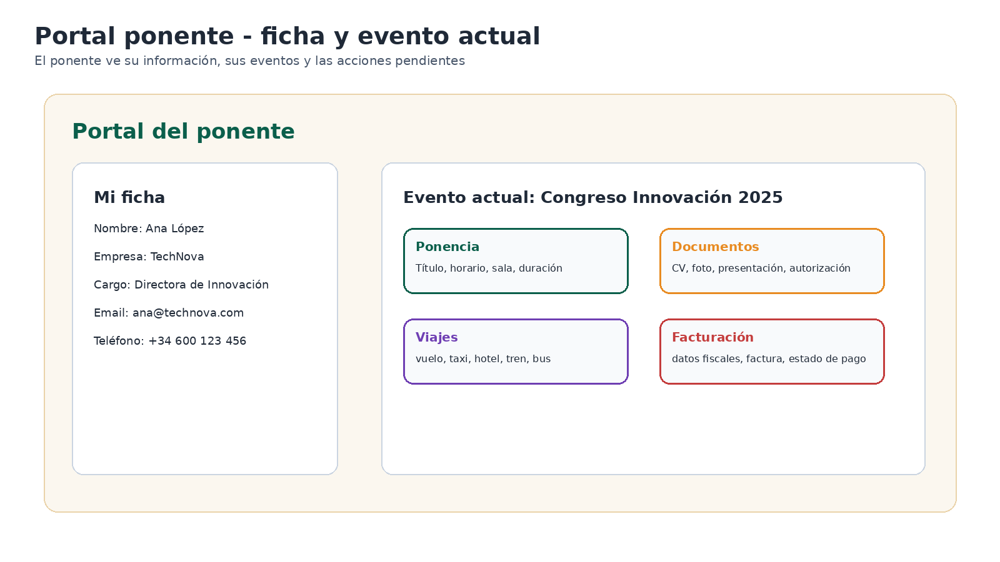 Portal ponente - ficha y evento actual
El ponente ve su información, sus eventos y las acciones pendientes
Portal del ponente
Mi ficha
Nombre: Ana López
Empresa: TechNova
Cargo: Directora de Innovación
Email: ana@technova.com
Teléfono: +34 600 123 456
Evento actual: Congreso Innovación 2025
Ponencia
Título, horario, sala, duración
Documentos
CV, foto, presentación, autorización
Viajes
vuelo, taxi, hotel, tren, bus
Facturación
datos fiscales, factura, estado de pago